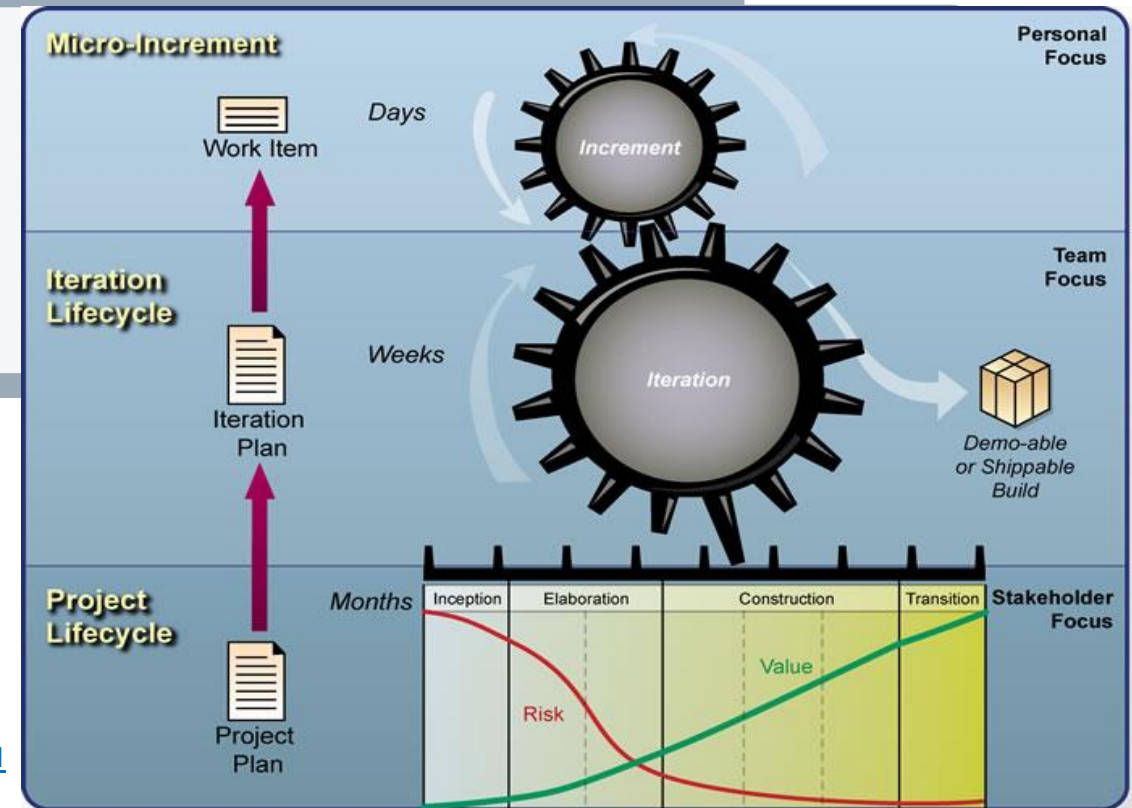 Micro-Increment
Personal
Focus
Days
Work Item
Increment
Iteration
Lifecycle
Team
Focus
Weeks
Iteration
Plan
Iteration
Demo-able
or Shippable
Build
Project
Lifecycle
Months
Inception
Elaboration
Construction
Transition
Stakeholder
Focus
Value
Risk
Project
Plan